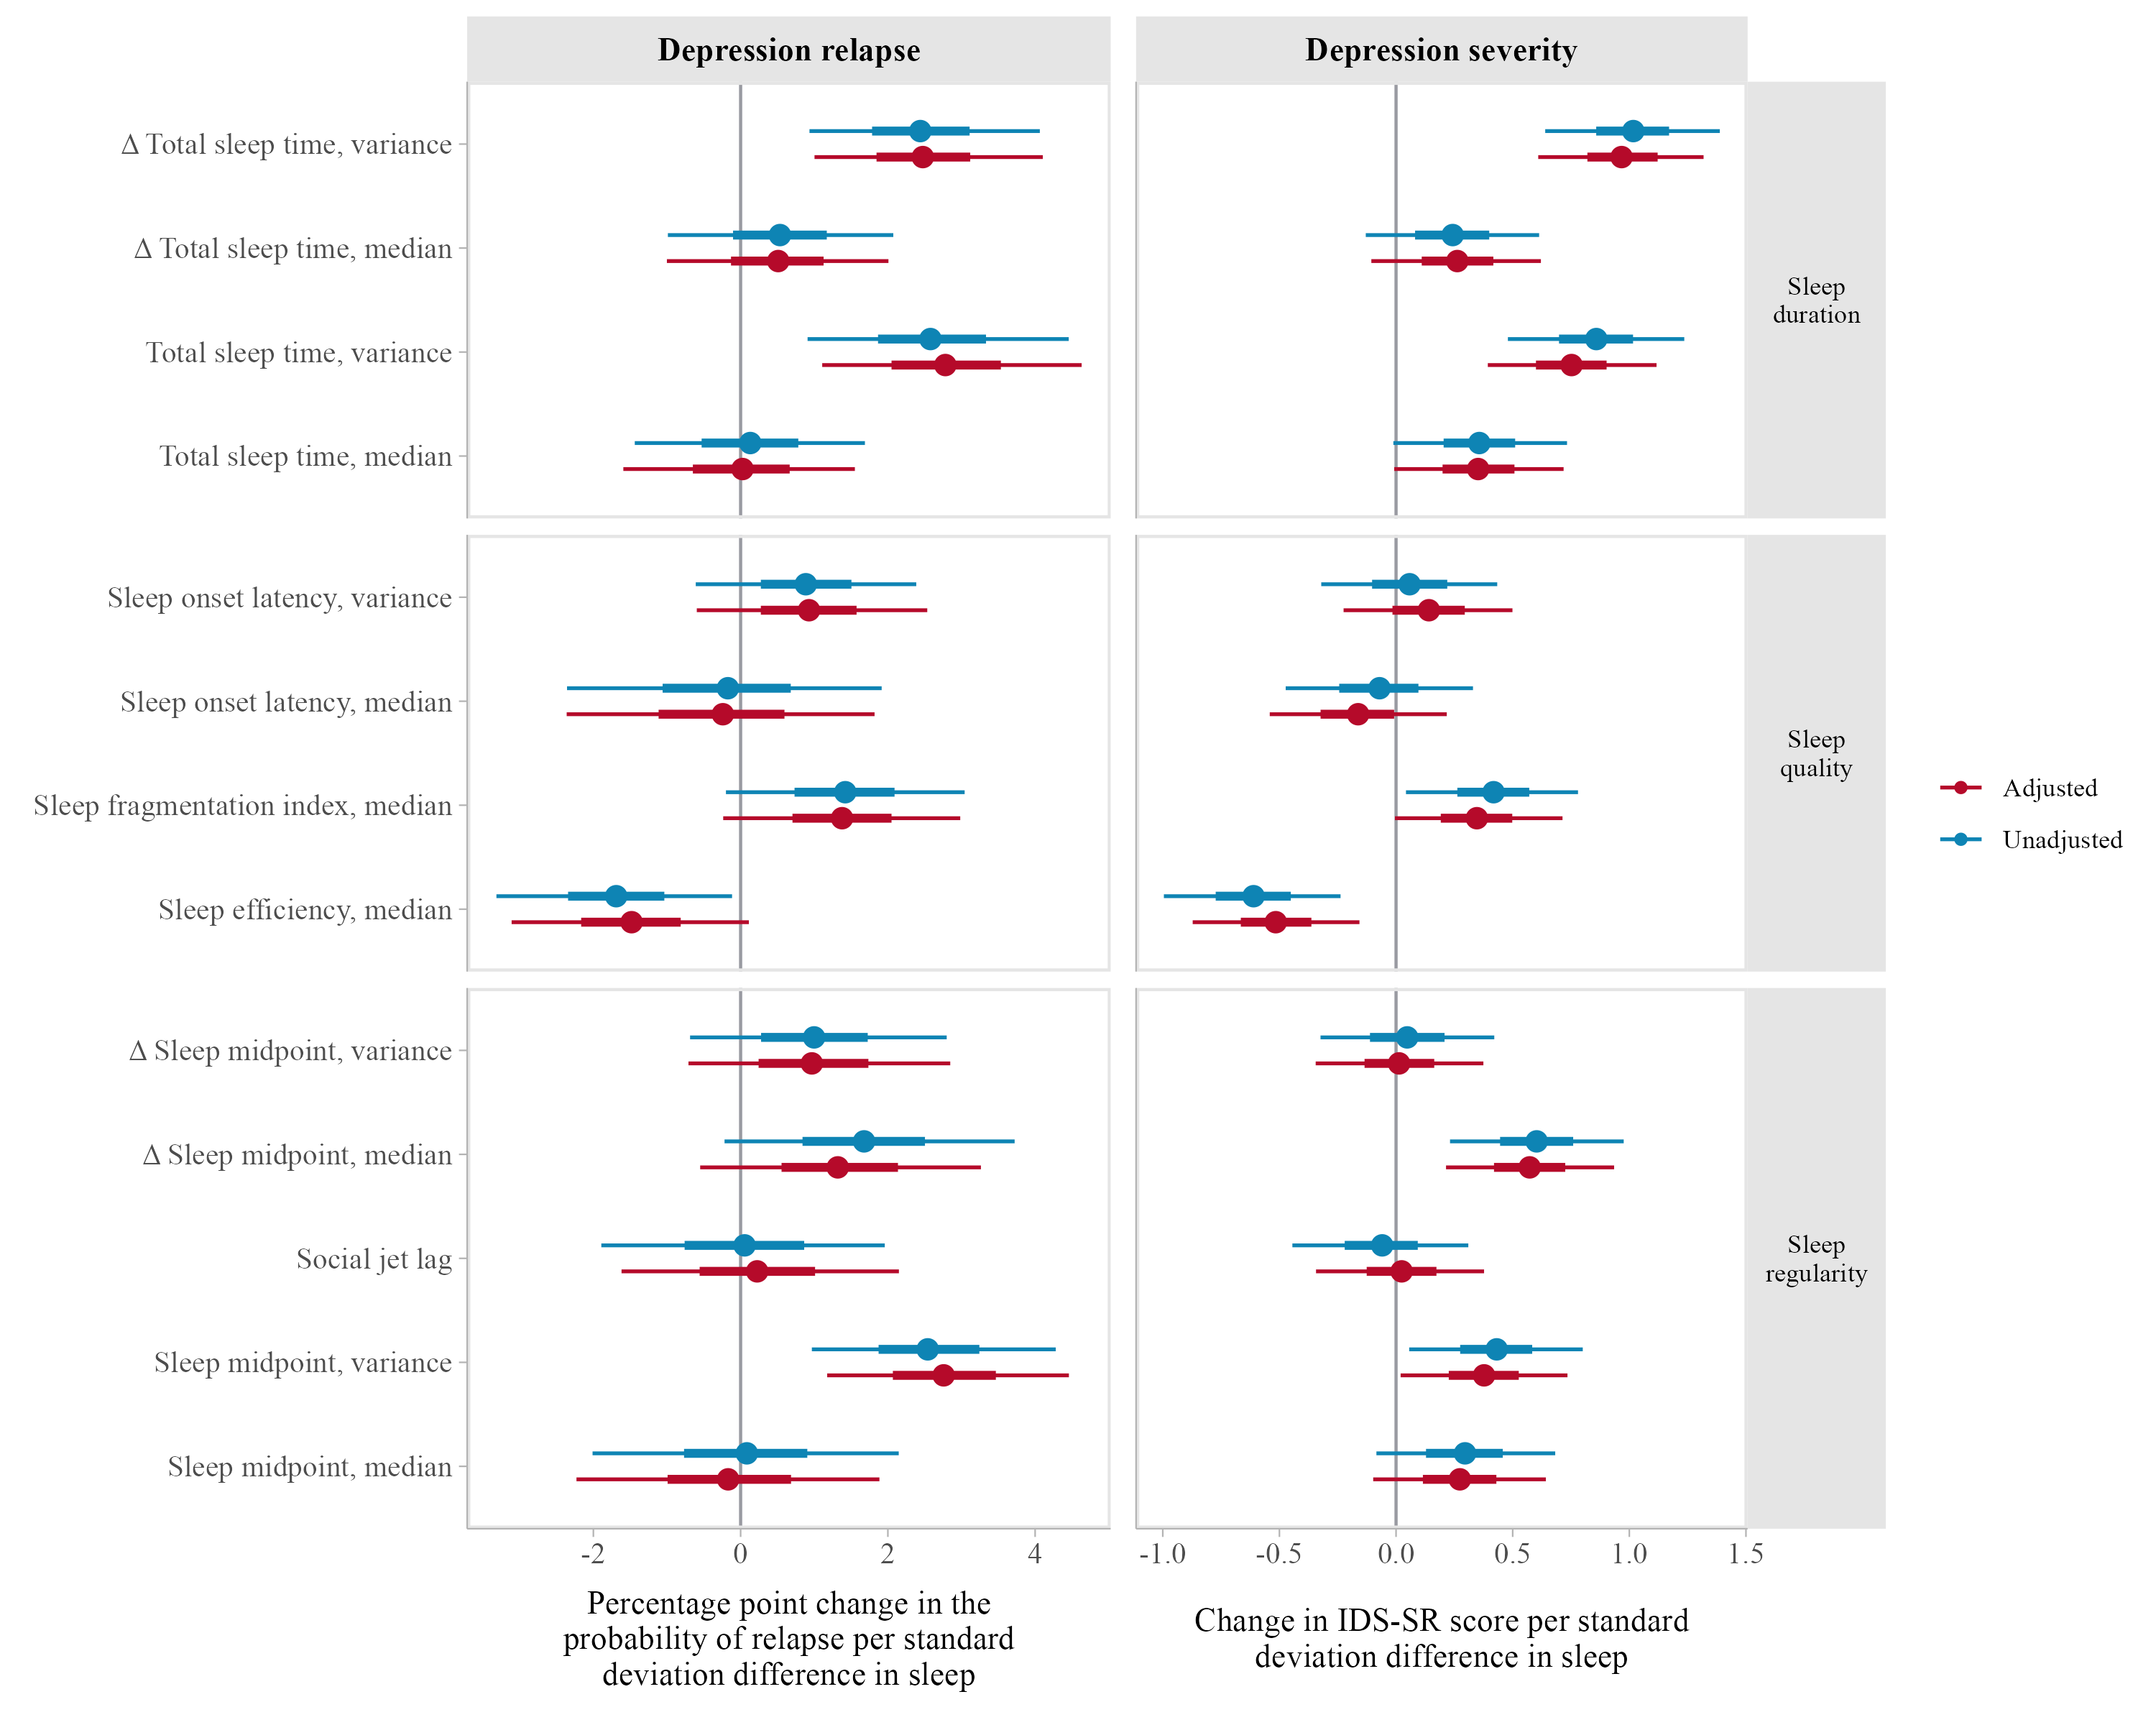 Depression relapse
Depression severity
Δ Total sleep time, variance
Δ Total sleep time, median
Total sleep time, variance
Total sleep time, median
Sleep
duration
Sleep onset latency, variance
Sleep onset latency, median
Sleep fragmentation index, median
Sleep efficiency, median
Sleep
quality
Δ Sleep midpoint, variance
Δ Sleep midpoint, median
Social jet lag
Sleep midpoint, variance
Sleep midpoint, median
Sleep
regularity
Adjusted
Unadjusted
-2 0 2 4
-1.0 -0.5 0.0 0.5 1.0 1.5
Percentage point change in the
probability of relapse per standard
deviation difference in sleep
Change in IDS-SR score per standard
deviation difference in sleep